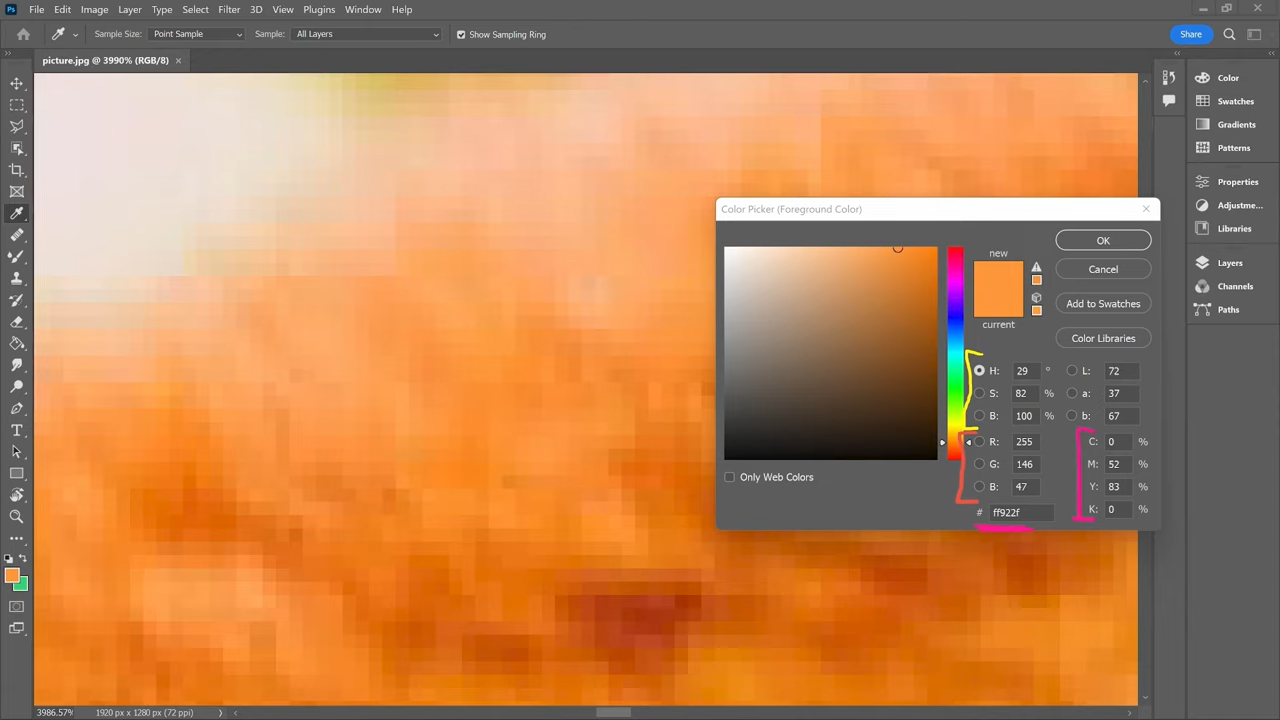 Ps File Edit Image Layer Type Select Filter 3D View Plugins Window Help
Sample Size: Point Sample Sample: All Layers Show Sampling Ring Share
picture.jpg @ 3990% (RGB/8) ×
Color
Swatches
Gradients
Patterns
Properties
Adjustme...
Libraries
Layers
Channels
Paths
Color Picker (Foreground Color)
new
current
OK
Cancel
Add to Swatches
Color Libraries
H: 29 ° L: 72
S: 82 % a: 37
B: 100 % b: 67
R: 255 C: 0 %
G: 146 M: 52 %
B: 47 Y: 83 %
# ff922f K: 0 %
Only Web Colors
3986.57% 1920 px x 1280 px (72 ppi)